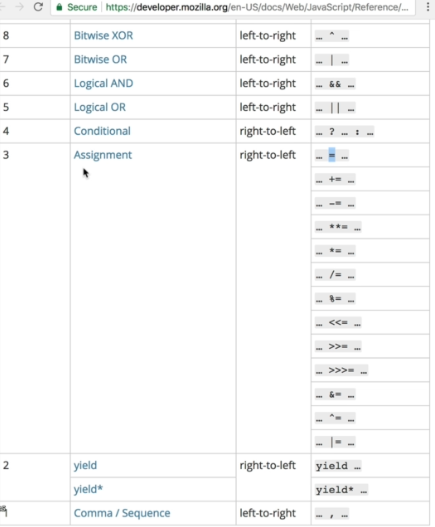 Secure https://developer.mozilla.org/en-US/docs/Web/JavaScript/Reference/...
8 Bitwise XOR left-to-right … ^ …
7 Bitwise OR left-to-right … | …
6 Logical AND left-to-right … && …
5 Logical OR left-to-right … || …
4 Conditional right-to-left … ? … : …
3 Assignment right-to-left … = …
… += …
… -= …
… **= …
… *= …
… /= …
… %= …
… <<= …
… >>= …
… >>>= …
… &= …
… ^= …
… |= …
2 yield right-to-left yield …
yield* yield* …
1 Comma / Sequence left-to-right … , …